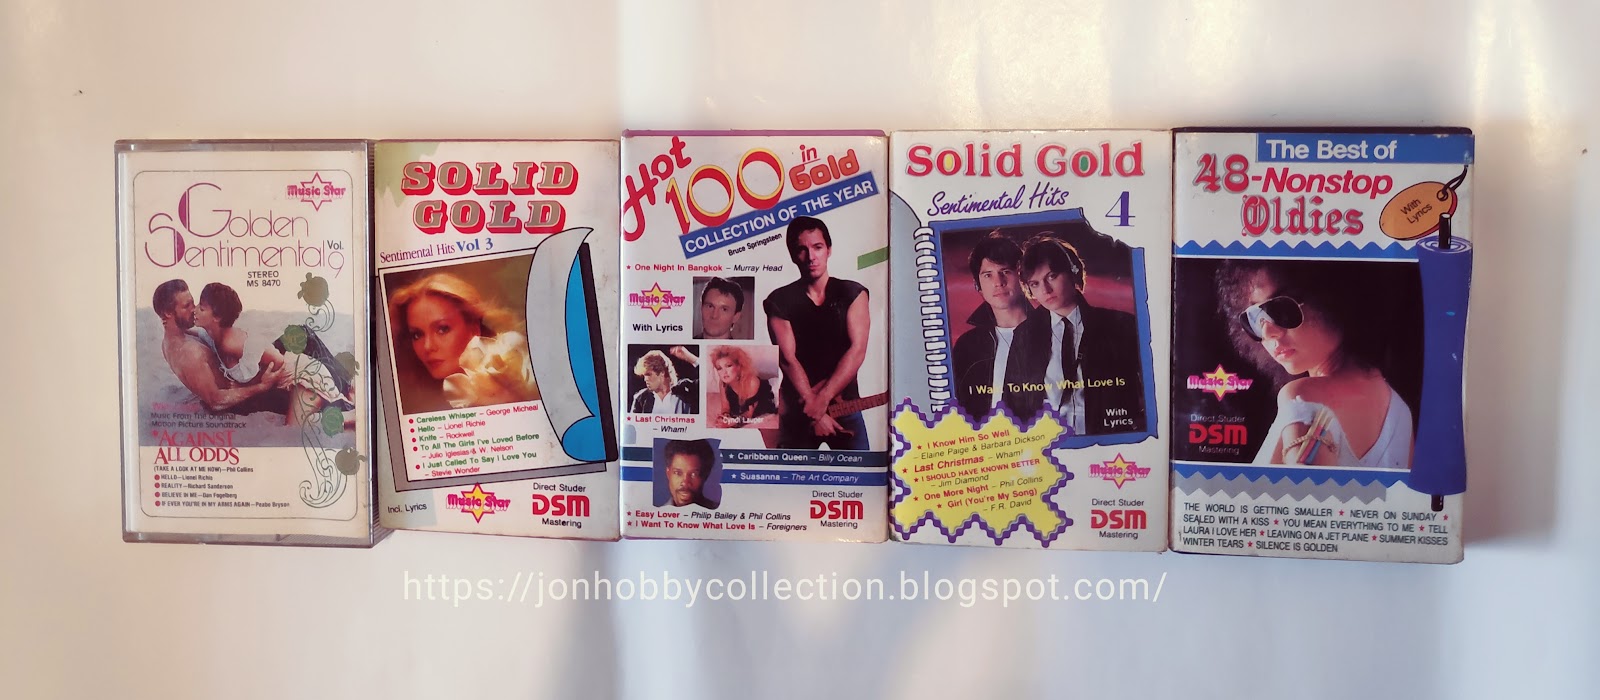 Music Star
Golden
Sentimental
Vol. 9
STEREO
MS 8470
Music From The Original
Motion Picture Soundtrack
AGAINST
ALL ODDS
(TAKE A LOOK AT ME NOW)—Phil Collins
HELLO—Lionel Richie
REALITY—Richard Sanderson
BELIEVE IN ME—Dan Fogelberg
IF EVER YOU'RE IN MY ARMS AGAIN—Peabo Bryson
SOLID
GOLD
Sentimental Hits Vol 3
Careless Whisper – George Micheal
Hello – Lionel Richie
Knife – Rockwell
To All The Girls I've Loved Before
– Julio Iglesias & W. Nelson
I Just Called To Say I Love You
– Stevie Wonder
Incl. Lyrics
Music Star
Direct Studer
DSM
Mastering
Hot
100
in
Gold
COLLECTION OF THE YEAR
Bruce Springsteen
★ One Night In Bangkok – Murray Head
Music Star
With Lyrics
Cyndi Lauper
★ Last Christmas
– Wham!
★ Caribbean Queen – Billy Ocean
★ Suasanna – The Art Company
Direct Studer
DSM
Mastering
★ Easy Lover – Philip Bailey & Phil Collins
★ I Want To Know What Love Is – Foreigners
Solid Gold
Sentimental Hits
4
I Want To Know What Love Is
With
Lyrics
★ I Know Him So Well
– Elaine Paige & Barbara Dickson
★ Last Christmas – Wham!
★ I SHOULD HAVE KNOWN BETTER
– Jim Diamond
★ One More Night – Phil Collins
★ Girl (You're My Song)
– F.R. David
Music Star
Direct Studer
DSM
Mastering
The Best of
48-Nonstop
Oldies
With
Lyrics
Music Star
Direct Studer
DSM
Mastering
THE WORLD IS GETTING SMALLER ★ NEVER ON SUNDAY ★
SEALED WITH A KISS ★ YOU MEAN EVERYTHING TO ME ★ TELL
LAURA I LOVE HER ★ LEAVING ON A JET PLANE ★ SUMMER KISSES
WINTER TEARS ★ SILENCE IS GOLDEN
https://jonhobbycollection.blogspot.com/